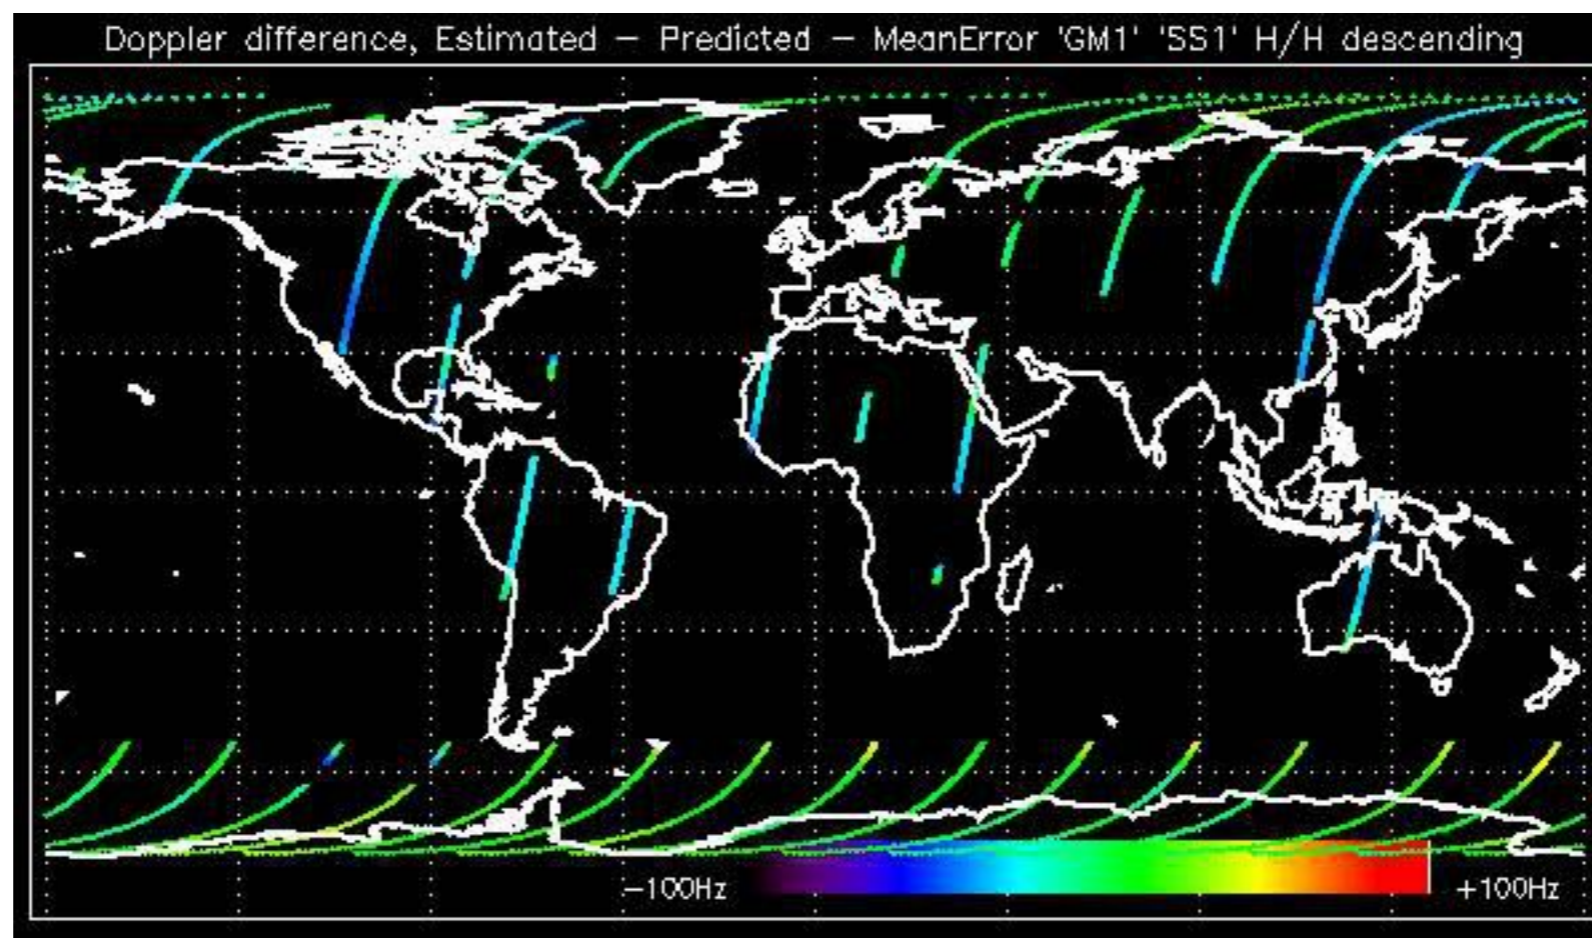 Doppler difference, Estimated — Predicted — MeanError 'GM1' 'SS1' H/H descending
−100Hz
+100Hz